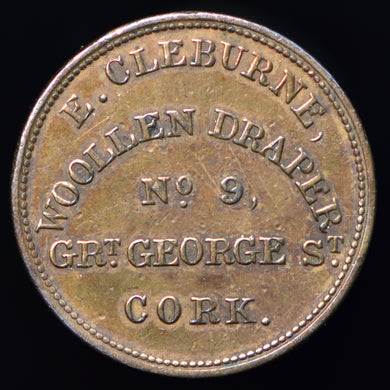 E. CLEBURNE,
WOOLLEN DRAPER
No 9,
GRT. GEORGE ST
CORK.